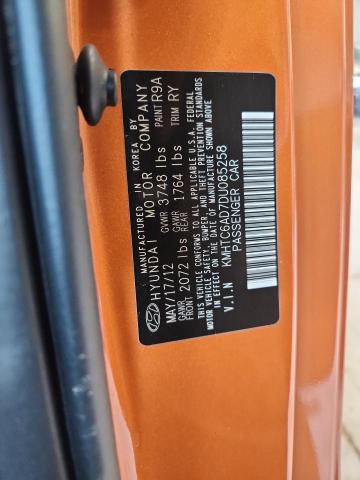 MANUFACTURED IN KOREA BY
HYUNDAI MOTOR COMPANY
MAY/17/12 GVWR 3748 lbs PAINT R9A
GAWR FRONT 2072 lbs GAWR REAR 1764 lbs TRIM RY
THIS VEHICLE CONFORMS TO ALL APPLICABLE U.S.A. FEDERAL
MOTOR VEHICLE SAFETY, BUMPER, AND THEFT PREVENTION STANDARDS
IN EFFECT ON THE DATE OF MANUFACTURE SHOWN ABOVE
V.I.N
PASSENGER CAR